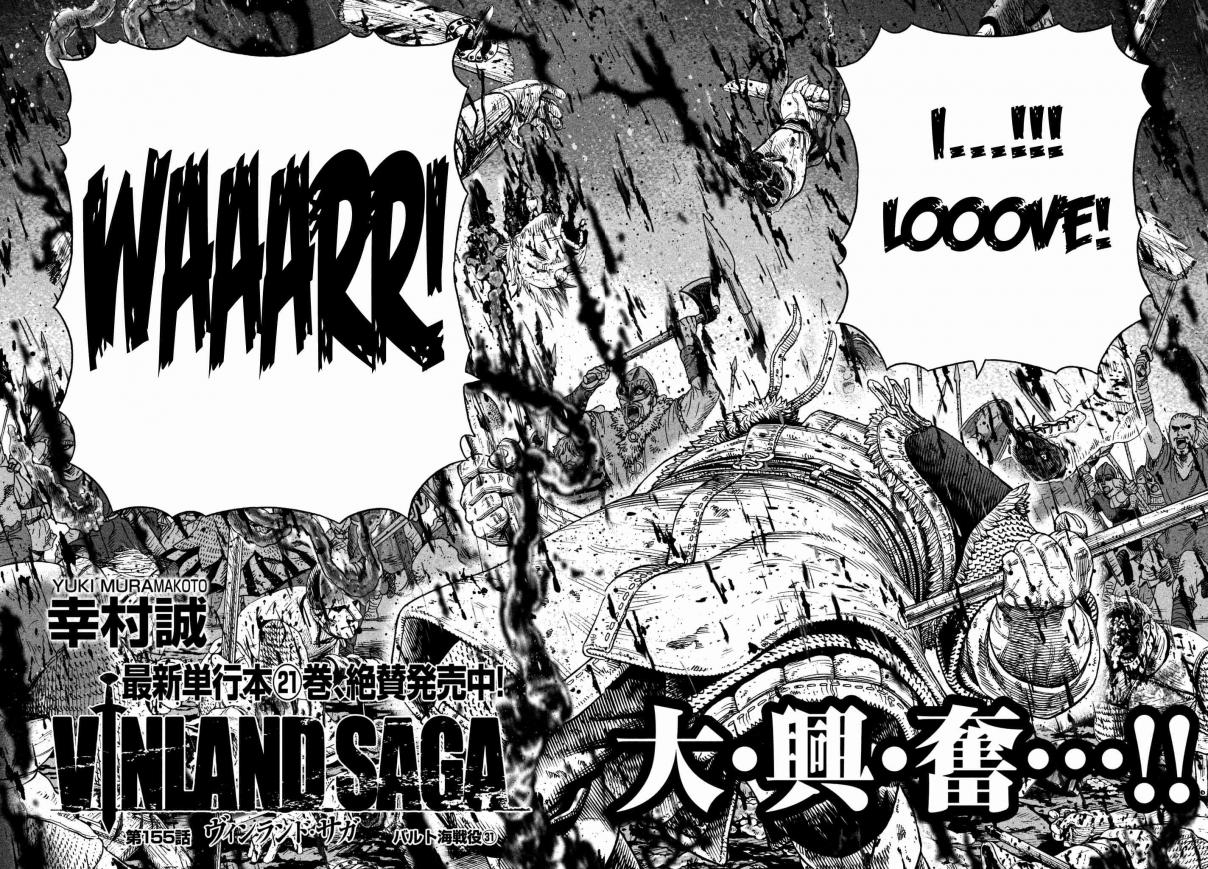 I...!!!
LOOOVE!
WAAARR!
YUKI MURAMAKOTO
幸村誠
最新単行本㉑巻、絶賛発売中!
VINLAND SAGA
第155話 ヴィンランド・サガ バルト海戦役㉛
大・興・奮…!!